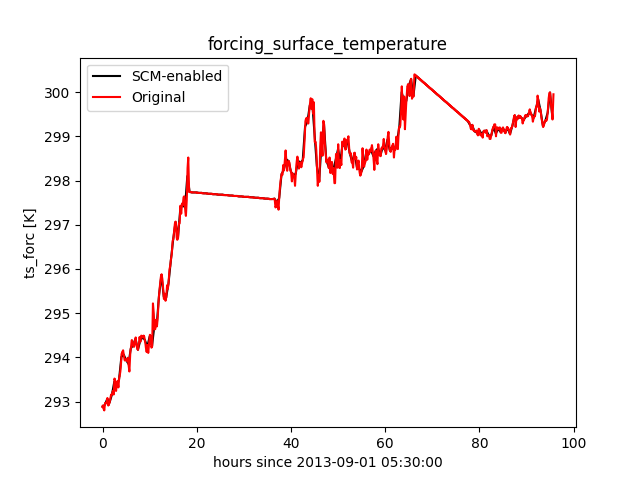 forcing_surface_temperature
SCM-enabled
Original
300
299
298
297
296
295
294
293
ts_forc [K]
0 20 40 60 80 100
hours since 2013-09-01 05:30:00